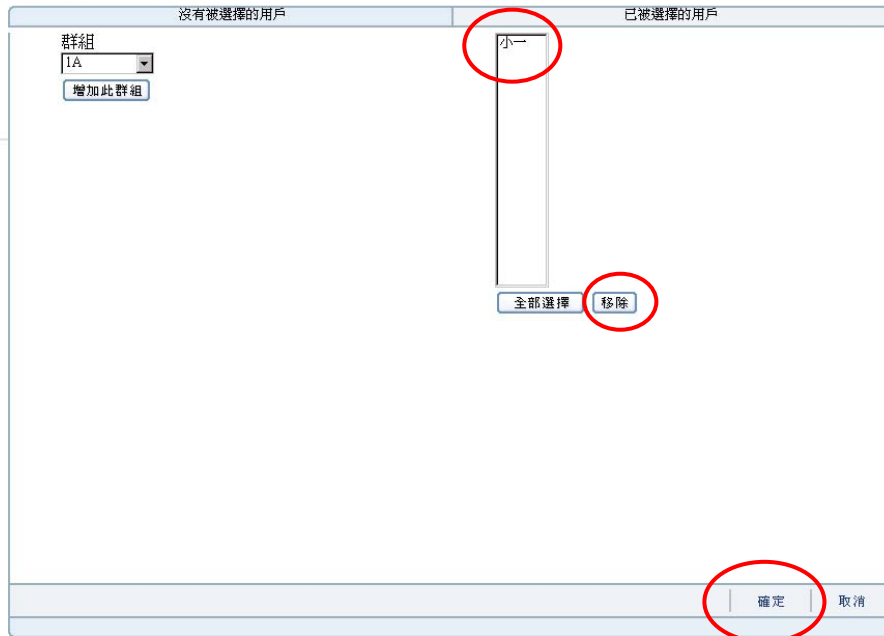 沒有被選擇的用戶
已被選擇的用戶
群組
1A
增加此群組
小一
全部選擇
移除
確定
取消